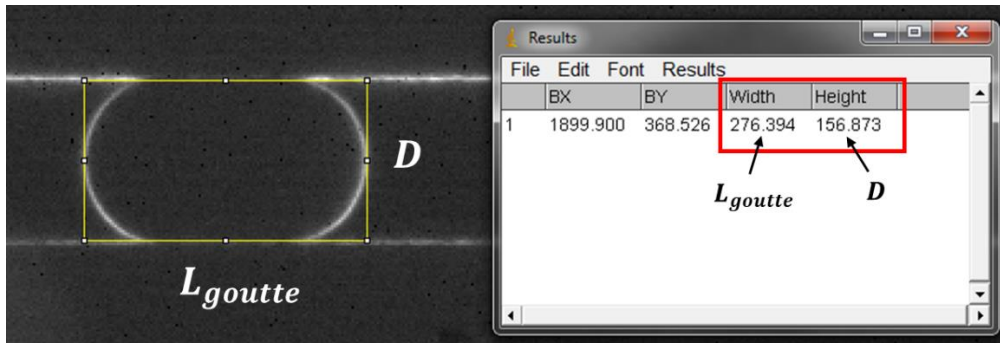 D
L_goutte
Results
File Edit Font Results
BX BY Width Height
1 1899.900 368.526 276.394 156.873
L_goutte D